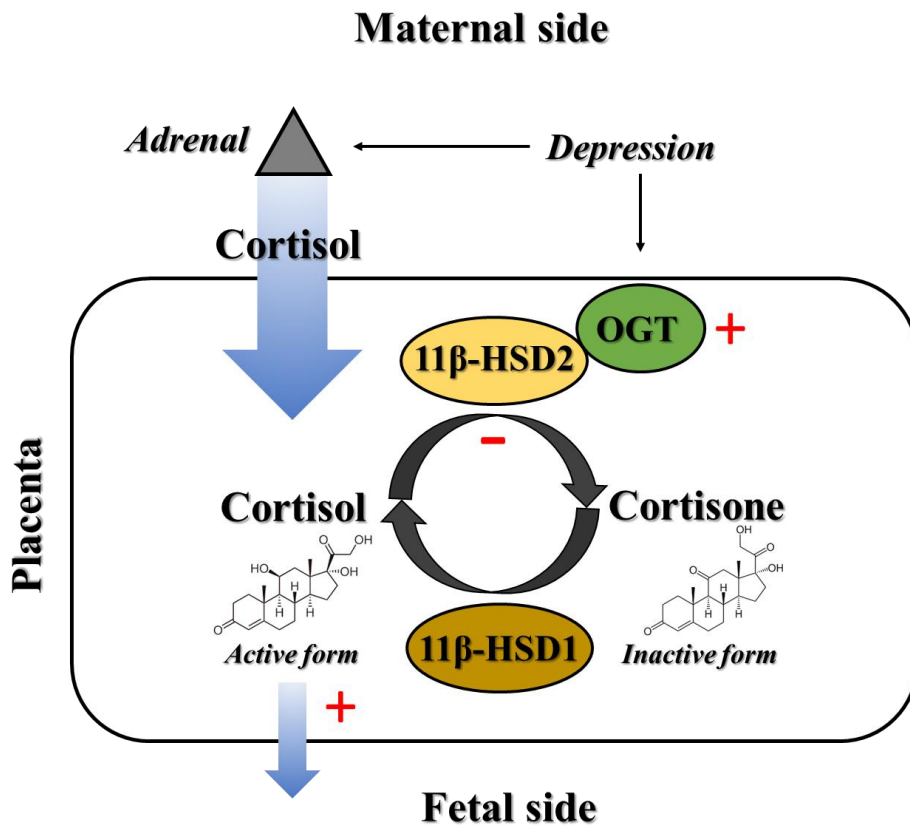 Maternal side
Adrenal
Depression
Cortisol
OGT
+
11β-HSD2
-
Cortisol
Cortisone
O
OH
HO
OH
H
H
H
O
Active form
OH
O
O
OH
H
H
H
O
Inactive form
11β-HSD1
+
Placenta
Fetal side